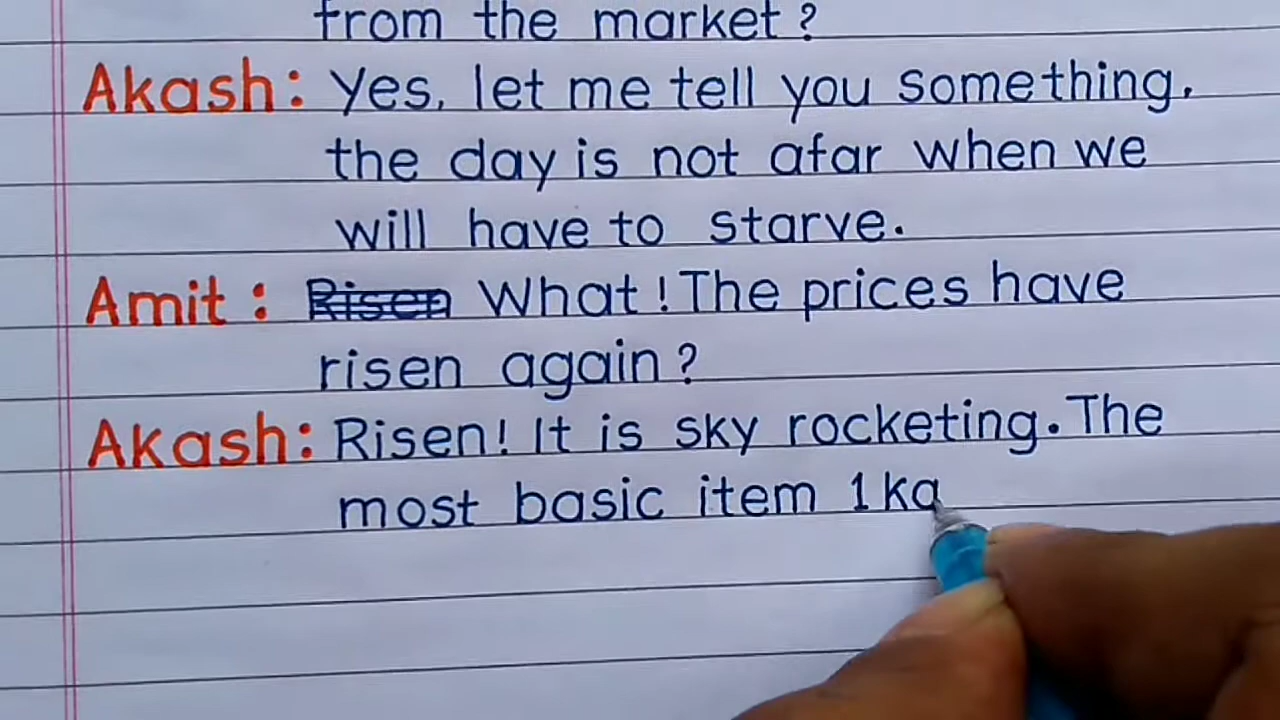 from the market?
Akash: Yes, let me tell you something,
the day is not afar when we
will have to starve.
Amit : Risen What! The prices have
risen again?
Akash: Risen! It is sky rocketing. The
most basic item 1 ka